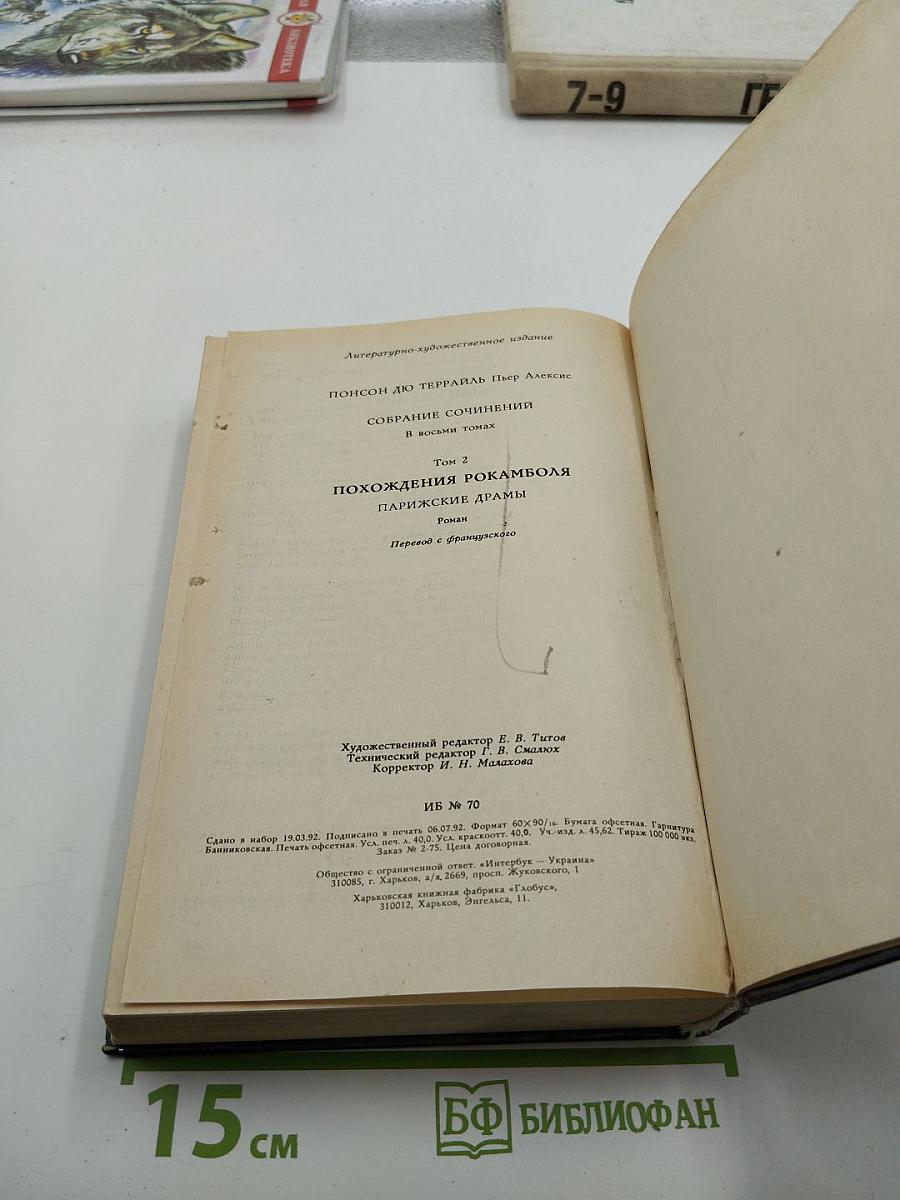 БИБЛИОТЕКА
7-9
Литературно-художественное издание
ПОНСОН ДЮ ТЕРРАЙЛЬ Пьер Алексис
СОБРАНИЕ СОЧИНЕНИЙ
В восьми томах
Том 2
ПОХОЖДЕНИЯ РОКАМБОЛЯ
ПАРИЖСКИЕ ДРАМЫ
Роман
Перевод с французского
Художественный редактор Е. В. Титов
Технический редактор Г. В. Смалюх
Корректор И. Н. Малахова
ИБ № 70
Сдано в набор 19.03.92. Подписано в печать 06.07.92. Формат 60×90/16. Бумага офсетная. Гарнитура
Банниковская. Печать офсетная. Усл. печ. л. 40,0. Усл. краскоотт. 40,0. Уч.-изд. л. 45,62. Тираж 100 000 экз.
Заказ № 2-75. Цена договорная.
Общество с ограниченной ответ. «Интербук — Украина»
310085, г. Харьков, а/я 2669, просп. Жуковского, 1
Харьковская книжная фабрика «Глобус»,
310012, Харьков, Энгельса, 11.
15 см
БФ БИБЛИОФАН